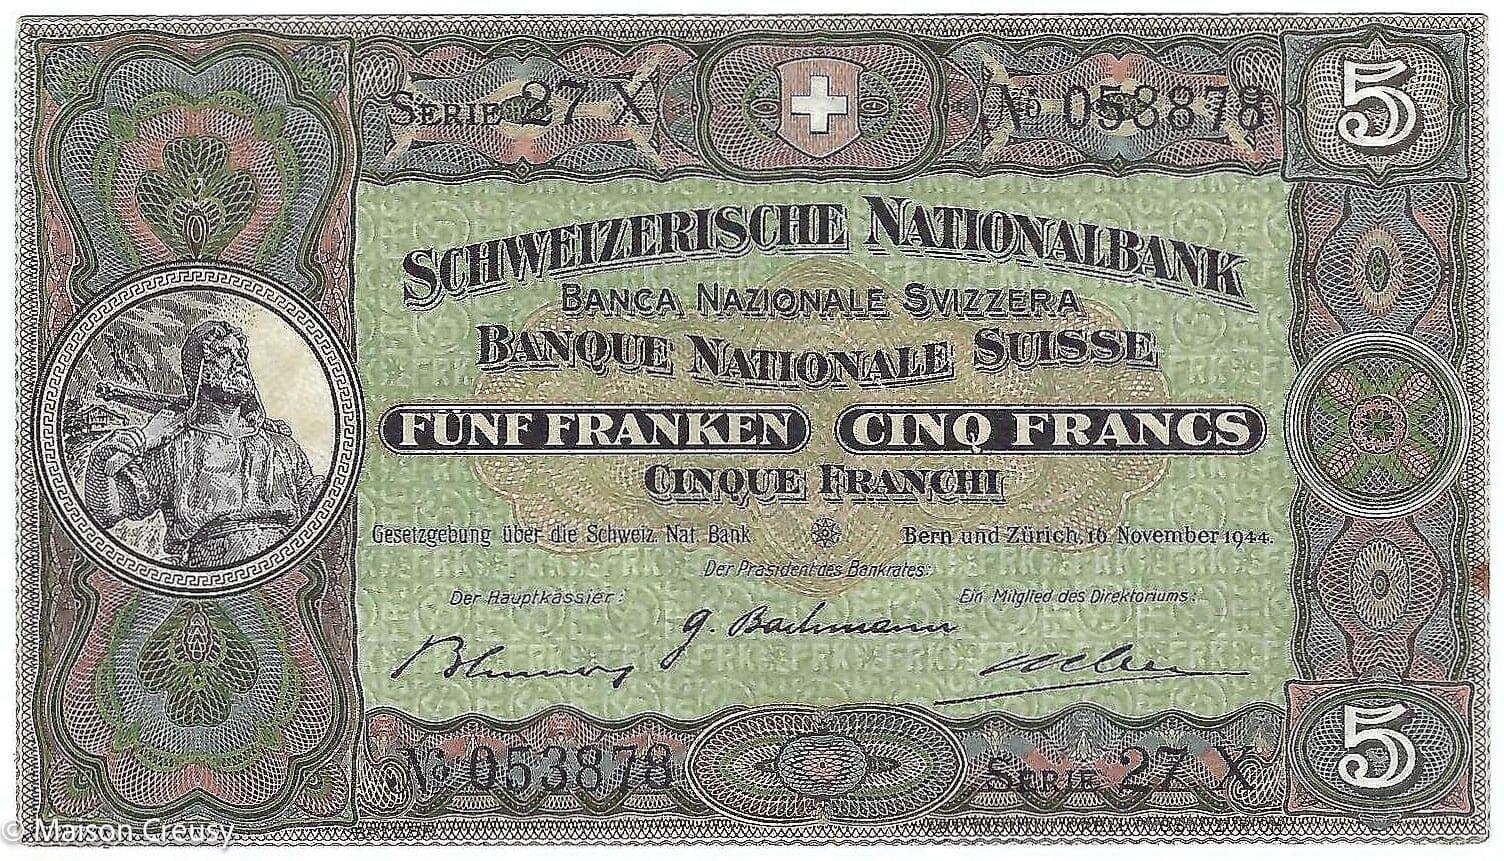 SERIE 27 X
№ 053878
5
SCHWEIZERISCHE NATIONALBANK
BANCA NAZIONALE SVIZZERA
BANQUE NATIONALE SUISSE
FÜNF FRANKEN CINQ FRANCS
CINQUE FRANCHI
Gesetzgebung über die Schweiz. Nat. Bank
Bern und Zürich, 16. November 1944.
Der Präsident des Bankrates:
Der Hauptkassier:
Ein Mitglied des Direktoriums:
G. Bachmann
№ 053878
SERIE 27 X
5
© Maison Creusy